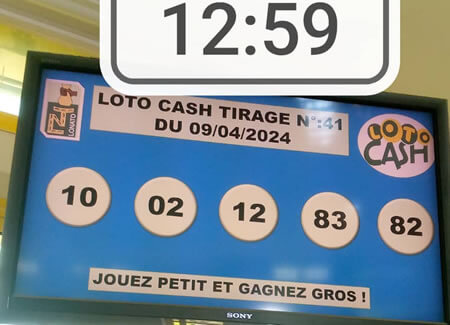 12:59
LOTO CASH TIRAGE N°:41
DU 09/04/2024
LOTO
CASH
10 02 12 83 82
JOUEZ PETIT ET GAGNEZ GROS !
SONY